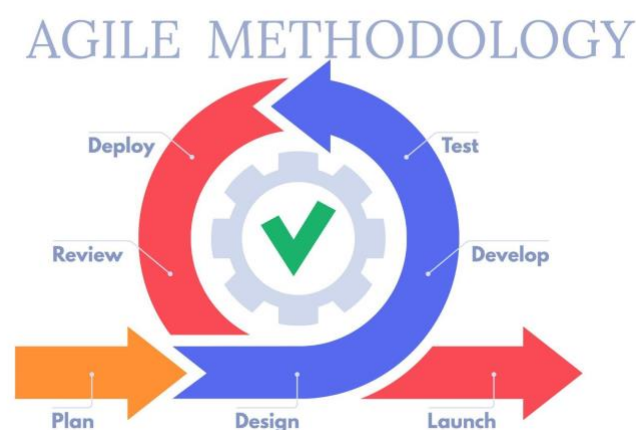 AGILE METHODOLOGY
Deploy
Test
Review
Develop
Plan
Design
Launch